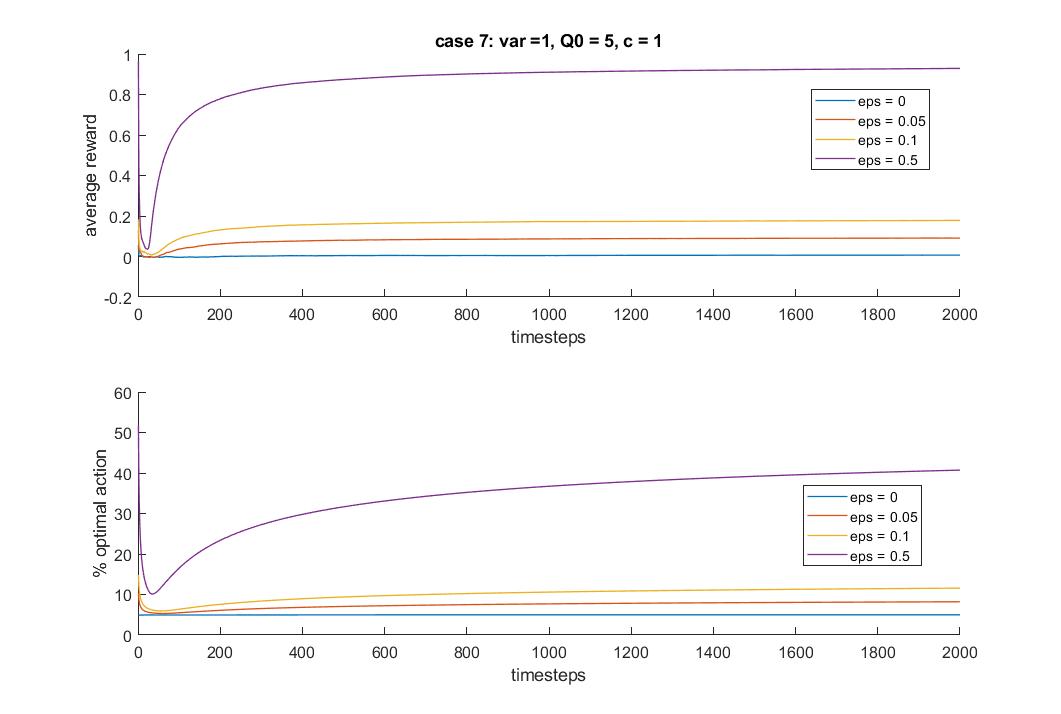 case 7: var =1, Q0 = 5, c = 1
1
0.8
0.6
0.4
0.2
0
-0.2
average reward
eps = 0
eps = 0.05
eps = 0.1
eps = 0.5
0 200 400 600 800 1000 1200 1400 1600 1800 2000
timesteps
60
50
40
30
20
10
0
% optimal action
eps = 0
eps = 0.05
eps = 0.1
eps = 0.5
0 200 400 600 800 1000 1200 1400 1600 1800 2000
timesteps